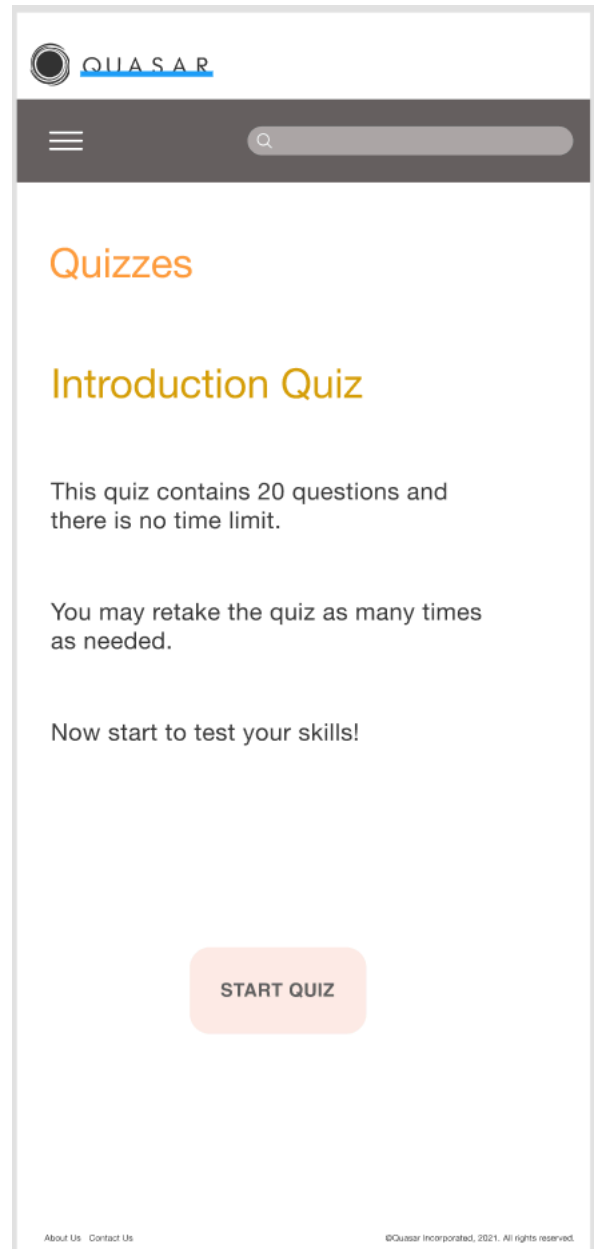 QUASAR
Quizzes
Introduction Quiz
This quiz contains 20 questions and
there is no time limit.
You may retake the quiz as many times
as needed.
Now start to test your skills!
START QUIZ
About Us Contact Us ©Quasar Incorporated, 2021. All rights reserved.